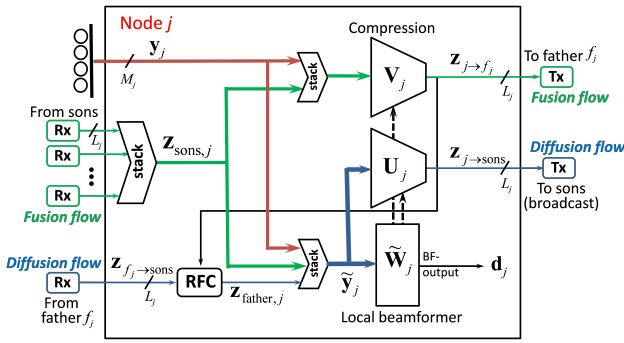 Node j
Compression
y_j
M_j
stack
V_j
z_{j→f_j}
L_j
To father f_j
Tx
Fusion flow
From sons
Rx
L_j
Rx
Rx
stack
z_{sons,j}
Fusion flow
U_j
z_{j→sons}
L_j
Diffusion flow
Tx
To sons
(broadcast)
Diffusion flow
Rx
From
father f_j
z_{f_j→sons}
L_j
RFC
z_{father,j}
stack
ỹ_j
W̃_j
BF-
output
d_j
Local beamformer